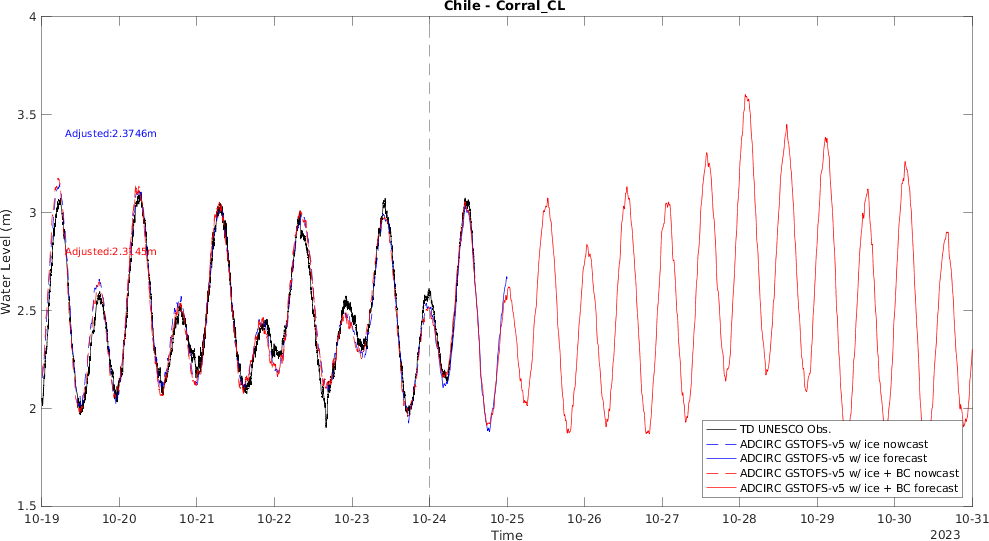 Chile - Corral_CL
4
3.5
3
2.5
2
1.5
Water Level (m)
Adjusted:2.3746m
Adjusted:2.3145m
TD UNESCO Obs.
ADCIRC GSTOFS-v5 w/ ice nowcast
ADCIRC GSTOFS-v5 w/ ice forecast
ADCIRC GSTOFS-v5 w/ ice + BC nowcast
ADCIRC GSTOFS-v5 w/ ice + BC forecast
10-19 10-20 10-21 10-22 10-23 10-24 10-25 10-26 10-27 10-28 10-29 10-30 10-31
Time
2023